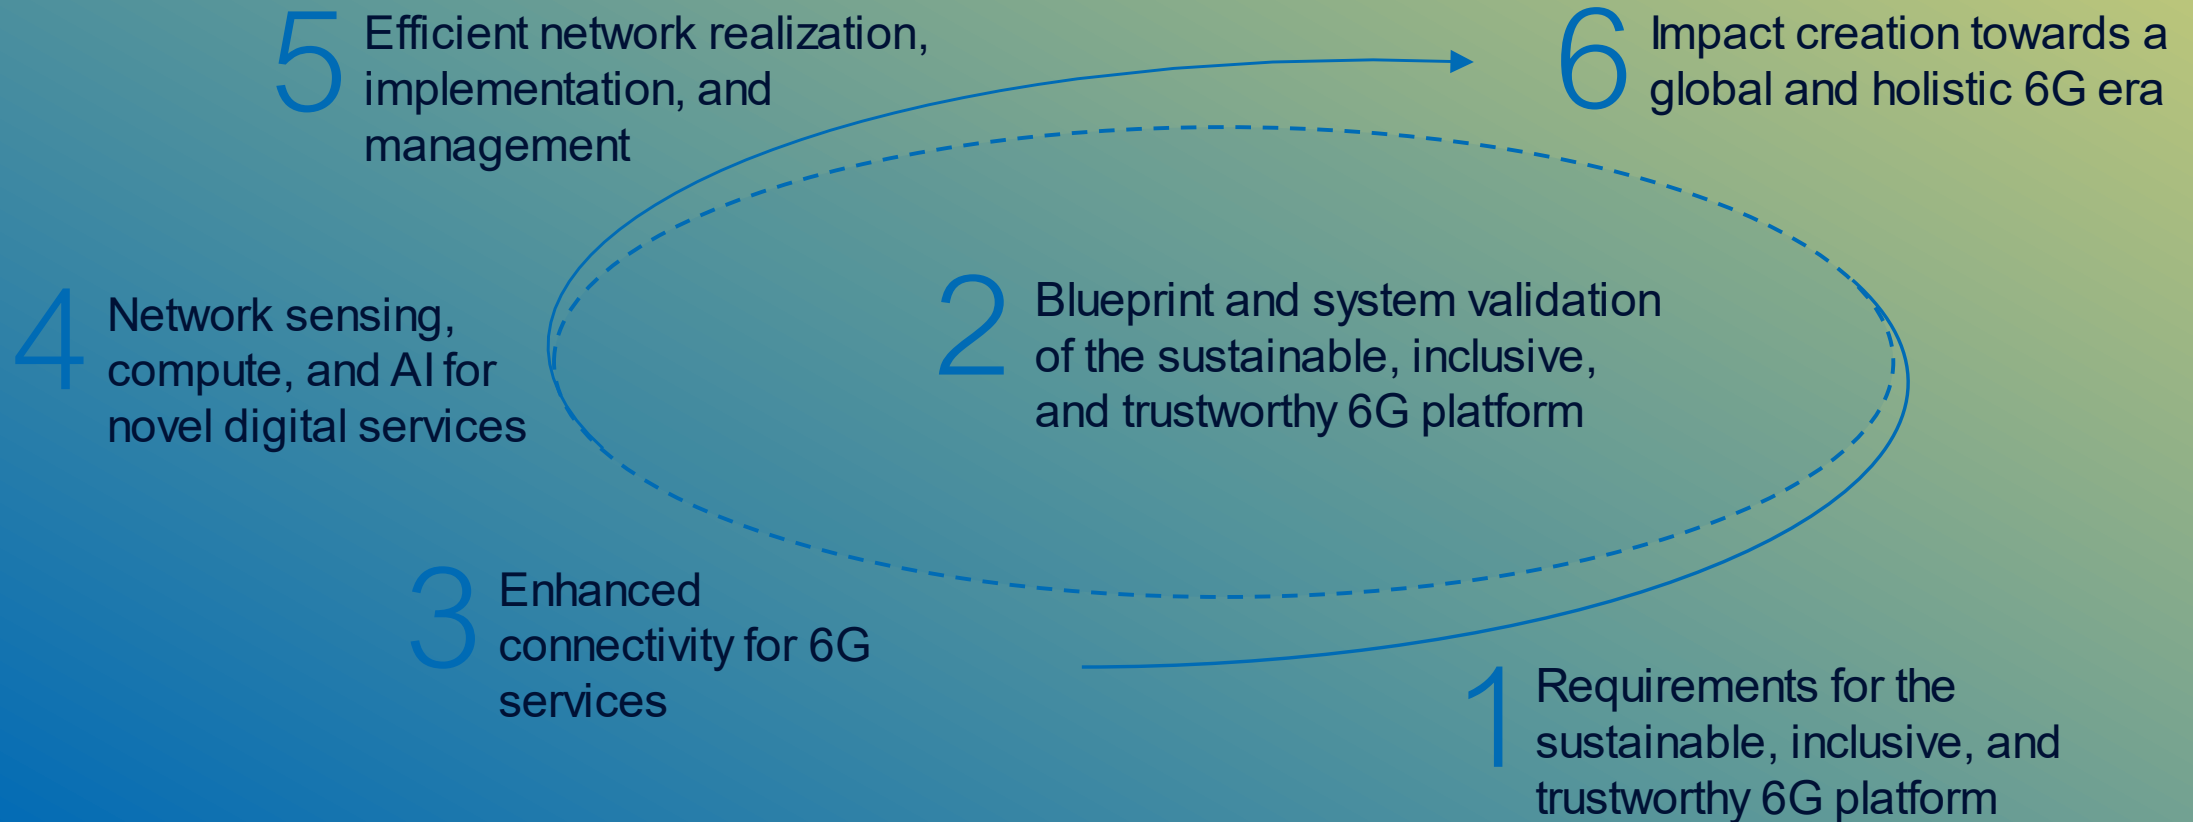 5 Efficient network realization,
implementation, and
management
6 Impact creation towards a
global and holistic 6G era
4 Network sensing,
compute, and AI for
novel digital services
2 Blueprint and system validation
of the sustainable, inclusive,
and trustworthy 6G platform
3 Enhanced
connectivity for 6G
services
1 Requirements for the
sustainable, inclusive, and
trustworthy 6G platform